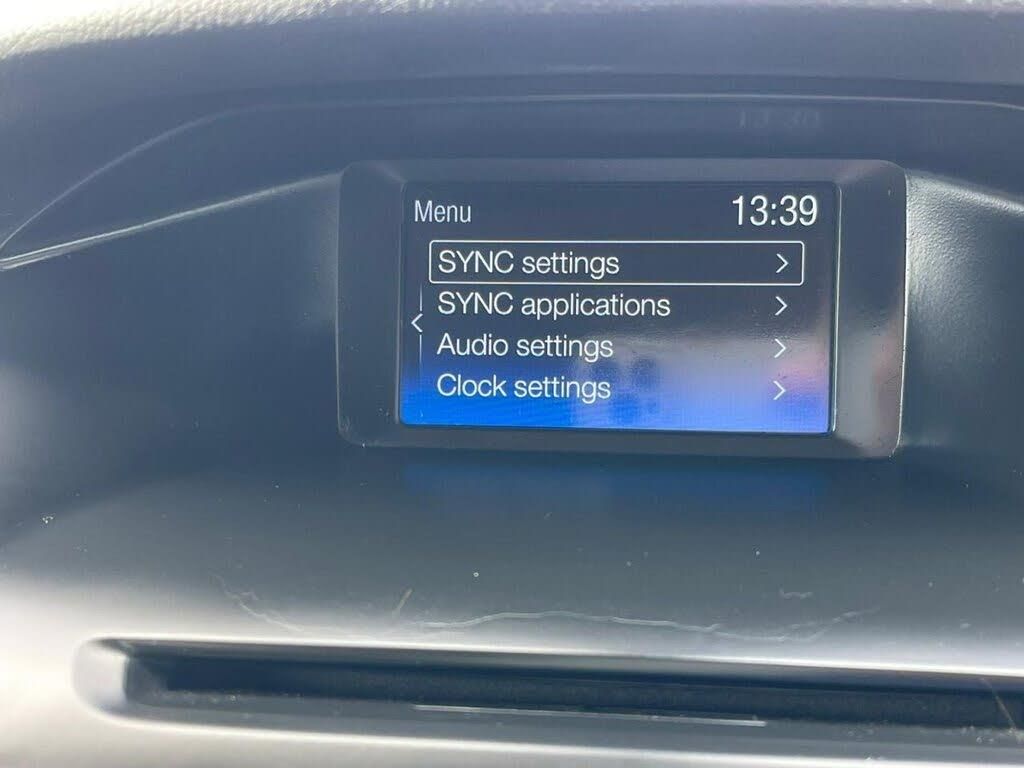 Menu 13:39
SYNC settings
SYNC applications
Audio settings
Clock settings